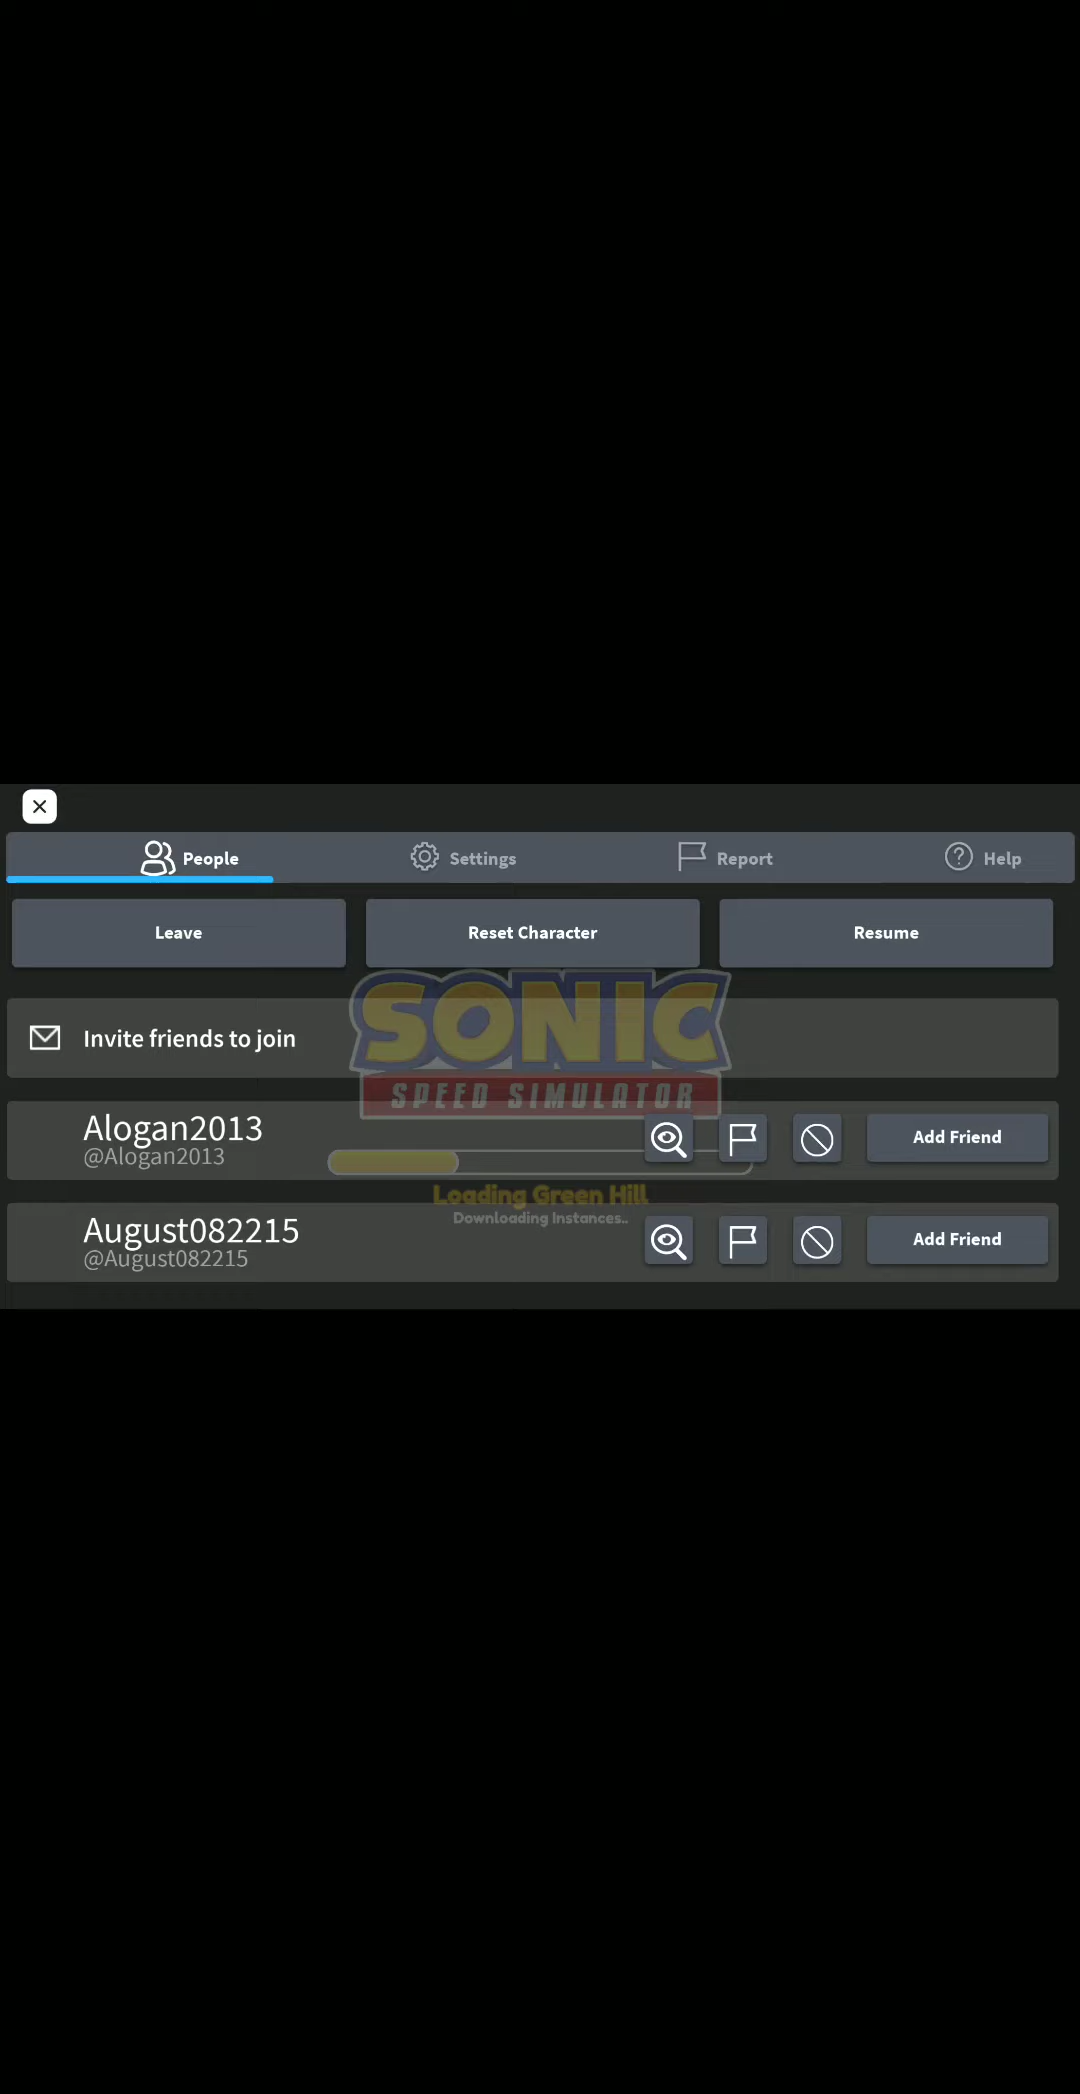 People
Settings
Report
Help
Leave
Reset Character
Resume
SONIC
SPEED SIMULATOR
Invite friends to join
Alogan2013
@Alogan2013
Add Friend
Loading Green Hill
Downloading Instances..
August082215
@August082215
Add Friend